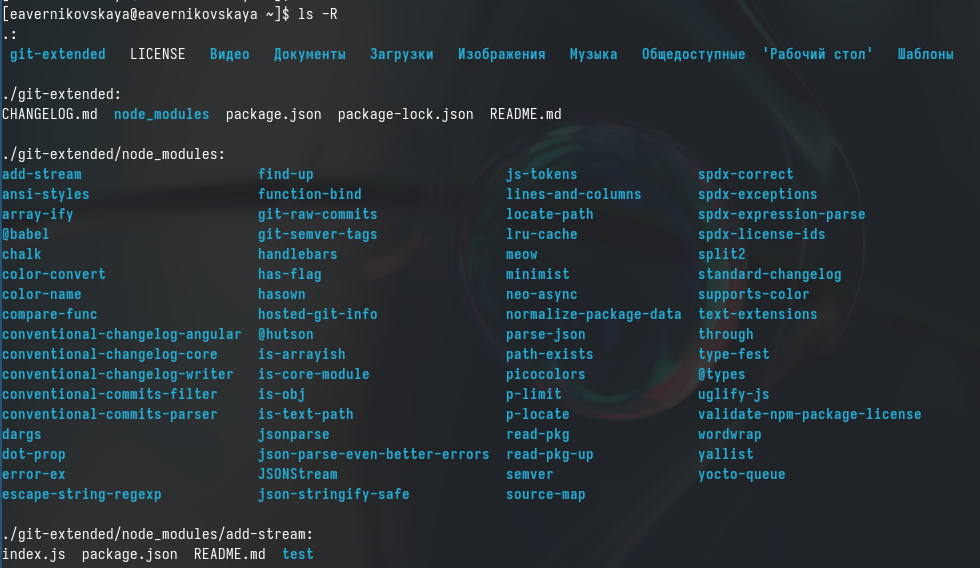 [eavernikovskaya@eavernikovskaya ~]$ ls -R
.:
git-extended LICENSE Видео Документы Загрузки Изображения Музыка Общедоступные 'Рабочий стол' Шаблоны
./git-extended:
CHANGELOG.md node_modules package.json package-lock.json README.md
./git-extended/node_modules:
add-stream find-up js-tokens spdx-correct
ansi-styles function-bind lines-and-columns spdx-exceptions
array-ify git-raw-commits locate-path spdx-expression-parse
@babel git-semver-tags lru-cache spdx-license-ids
chalk handlebars meow split2
color-convert has-flag minimist standard-changelog
color-name hasown neo-async supports-color
compare-func hosted-git-info normalize-package-data text-extensions
conventional-changelog-angular @hutson parse-json through
conventional-changelog-core is-arrayish path-exists type-fest
conventional-changelog-writer is-core-module picocolors @types
conventional-commits-filter is-obj p-limit uglify-js
conventional-commits-parser is-text-path p-locate validate-npm-package-license
dargs jsonparse read-pkg wordwrap
dot-prop json-parse-even-better-errors read-pkg-up yallist
error-ex JSONStream semver yocto-queue
escape-string-regexp json-stringify-safe source-map
./git-extended/node_modules/add-stream:
index.js package.json README.md test